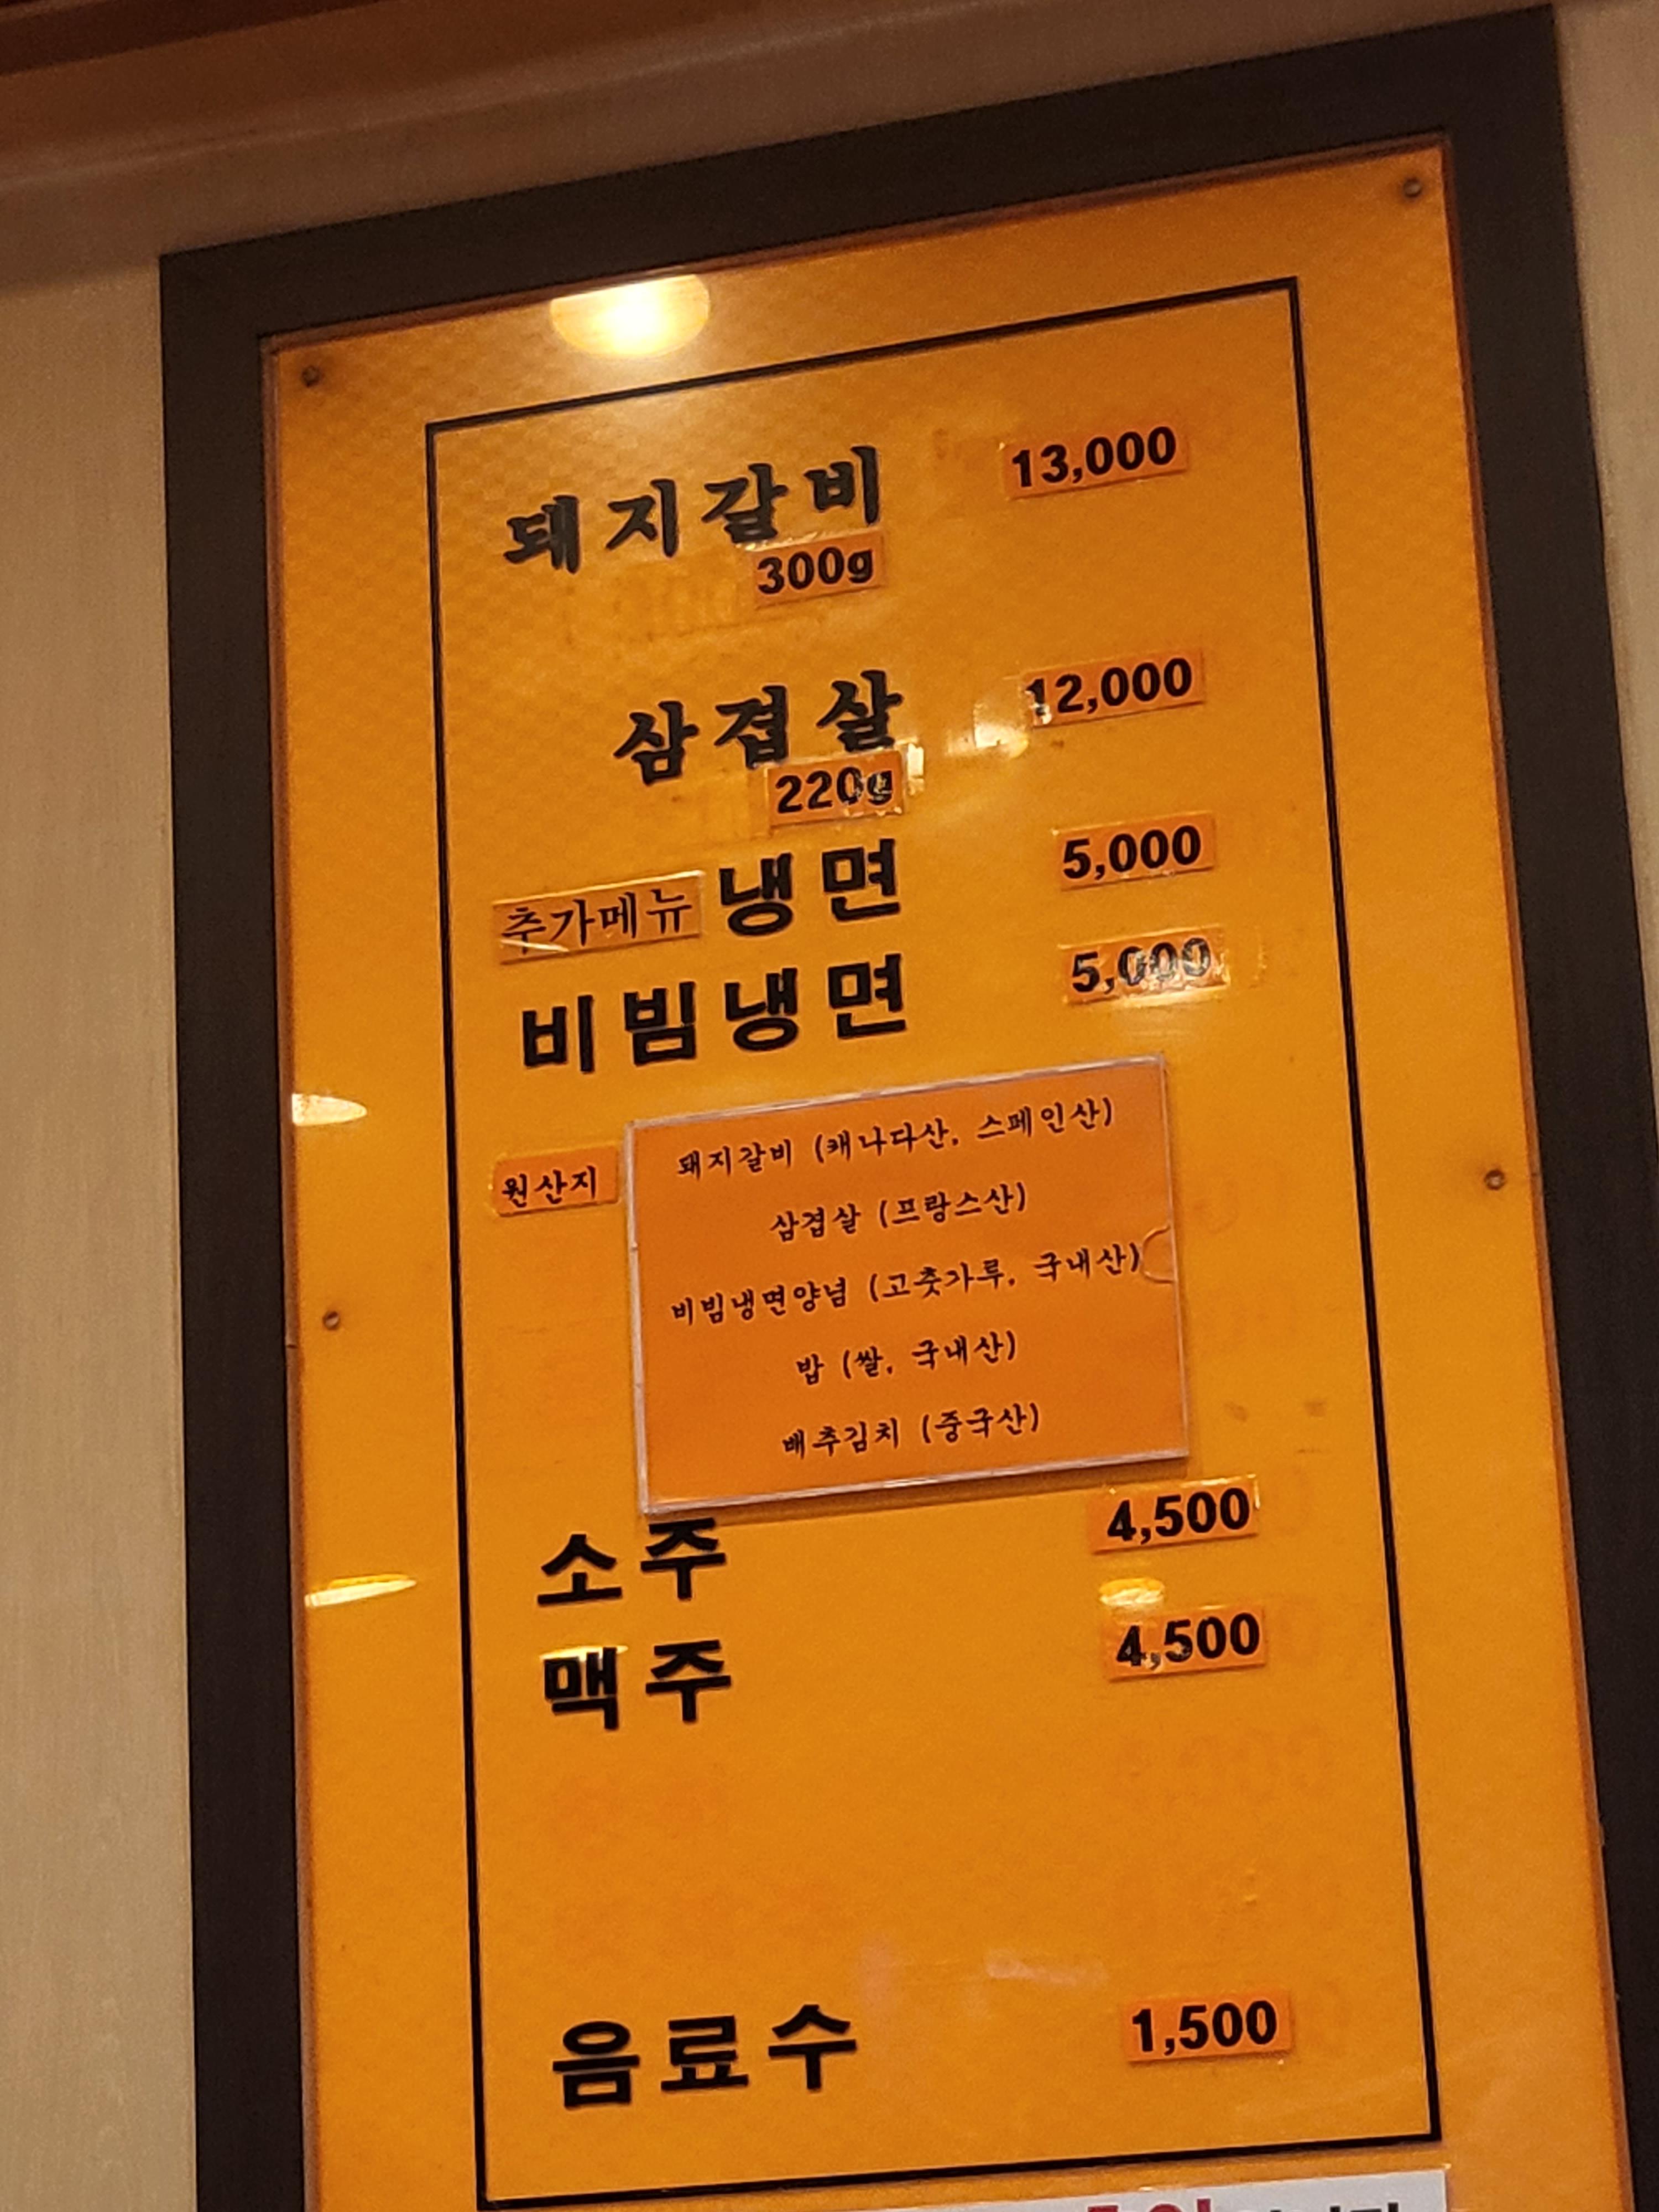 돼지갈비 13,000
300g
삼겹살 12,000
220g
추가메뉴 냉면 5,000
비빔냉면 5,000
원산지
돼지갈비 (캐나다산, 스페인산)
삼겹살 (프랑스산)
비빔냉면양념 (고춧가루, 국내산)
밥 (쌀, 국내산)
배추김치 (중국산)
소주 4,500
맥주 4,500
음료수 1,500